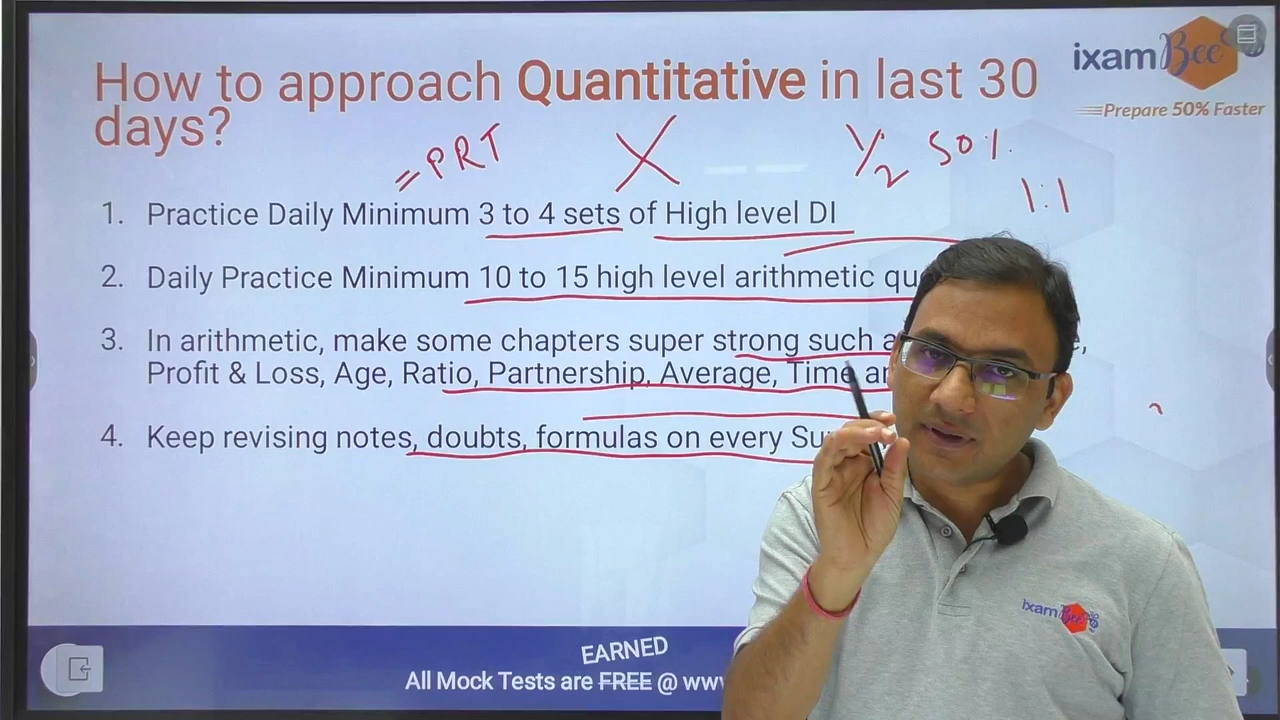 ixamBee
Prepare 50% Faster
How to approach Quantitative in last 30
days?
=PRT X 1/2 50%
1:1
1. Practice Daily Minimum 3 to 4 sets of High level DI
2. Daily Practice Minimum 10 to 15 high level arithmetic qu
3. In arithmetic, make some chapters super strong such a e,
Profit & Loss, Age, Ratio, Partnership, Average, Time an
4. Keep revising notes, doubts, formulas on every Su
ixamBee
EARNED
All Mock Tests are FREE @ www